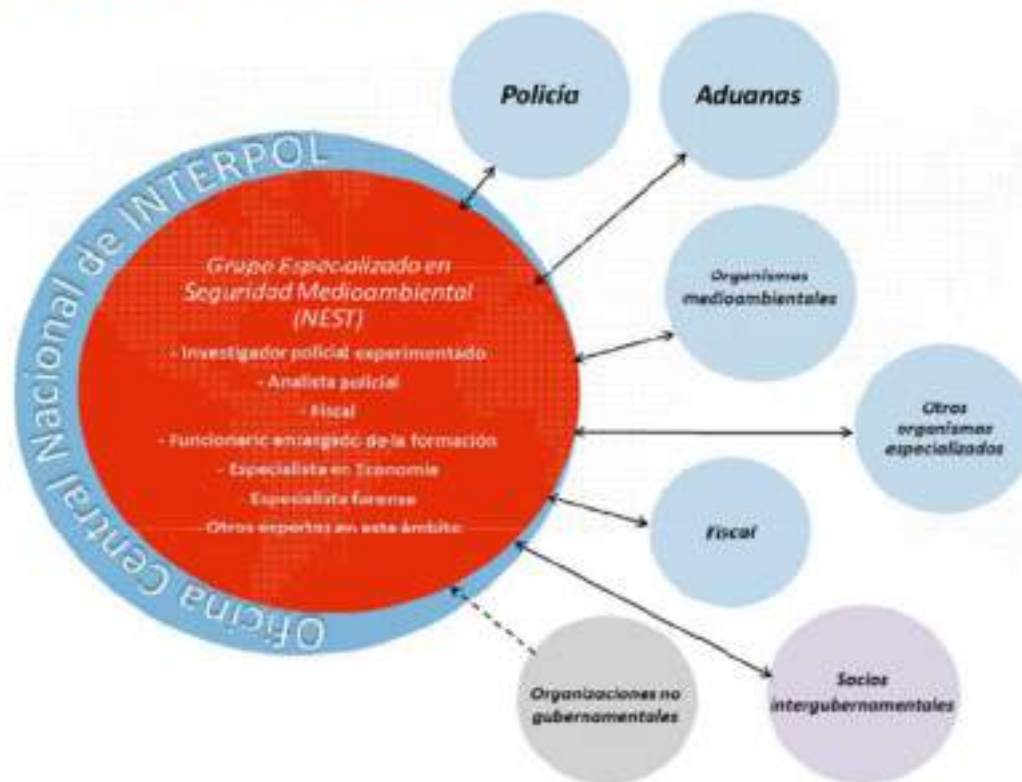 Oficina Central Nacional de INTERPOL
Grupo Especializado en
Seguridad Medioambiental
(NEST)
- Investigador policial experimentado
- Analista policial
- Fiscal
- Funcionario encargado de la formación
- Especialista en Economía
Especialista forense
- Otros expertos en este ámbito
Policía
Aduanas
Organismos
medioambientales
Otros
organismos
especializados
Fiscal
Socios
intergubernamentales
Organizaciones no
gubernamentales